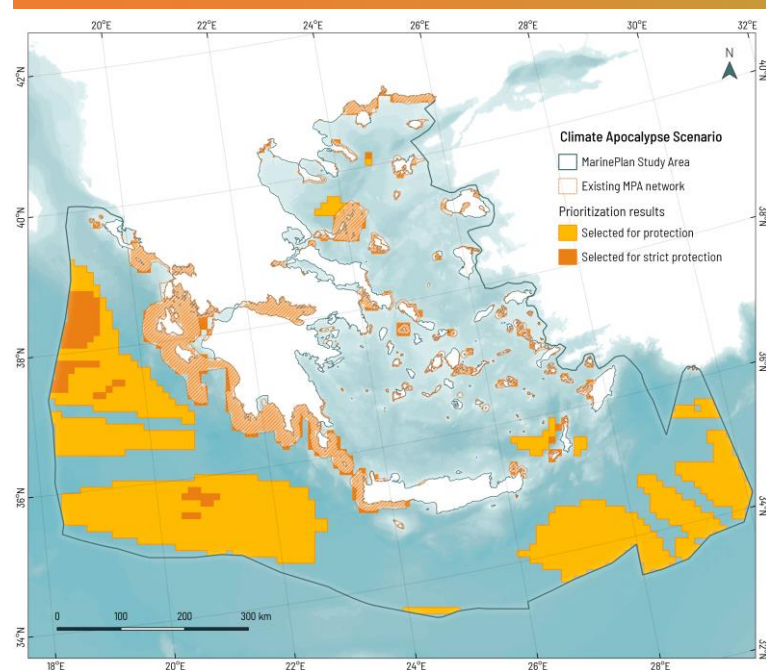 20°E 22°E 24°E 26°E 28°E 30°E 32°E
N
42°N
40°N
Climate Apocalypse Scenario
MarinePlan Study Area
Existing MPA network
Prioritization results
Selected for protection
Selected for strict protection
40°N
38°N
38°N
36°N
36°N
34°N
0 100 200 300 km
34°N
32°N
18°E 20°E 22°E 24°E 26°E 28°E 30°E